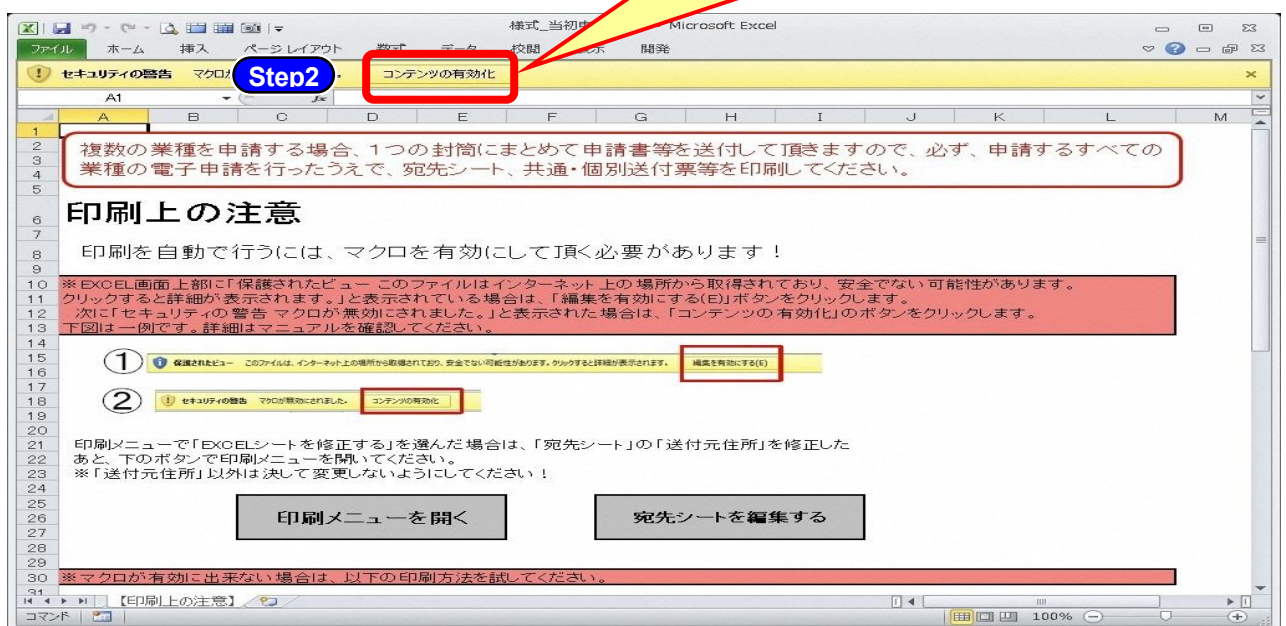 様式_当初申 Microsoft Excel
ファイル ホーム 挿入 ページ レイアウト 数式 データ 校閲 表示 開発
セキュリティの警告 マクロが Step2 コンテンツの有効化
A1 fx
A B C D E F G H I J K L M
複数の業種を申請する場合、1つの封筒にまとめて申請書等を送付して頂きますので、必ず、申請するすべての
業種の電子申請を行ったうえで、宛先シート、共通・個別送付票等を印刷してください。
印刷上の注意
印刷を自動で行うには、マクロを有効にして頂く必要があります!
※EXCEL画面上部に「保護されたビュー このファイルはインターネット上の場所から取得されており、安全でない可能性があります。
クリックすると詳細が表示されます。」と表示されている場合は、「編集を有効にする(E)」ボタンをクリックします。
次に「セキュリティの警告 マクロが無効にされました。」と表示された場合は、「コンテンツの有効化」のボタンをクリックします。
下図は一例です。詳細はマニュアルを確認してください。
① 保護されたビュー このファイルは、インターネット上の場所から取得されており、安全でない可能性があります。クリックすると詳細が表示されます。 編集を有効にする(E)
② セキュリティの警告 マクロが無効にされました。 コンテンツの有効化
印刷メニューで「EXCELシートを修正する」を選んだ場合は、「宛先シート」の「送付元住所」を修正した
あと、下のボタンで印刷メニューを開いてください。
※「送付元住所」以外は決して変更しないようにしてください!
印刷メニューを開く 宛先シートを編集する
※マクロが有効に出来ない場合は、以下の印刷方法を試してください。
1 2 3 4 5 6 7 8 9 10 11 12 13 14 15 16 17 18 19 20 21 22 23 24 25 26 27 28 29 30 31
【印刷上の注意】
コマンド 100%